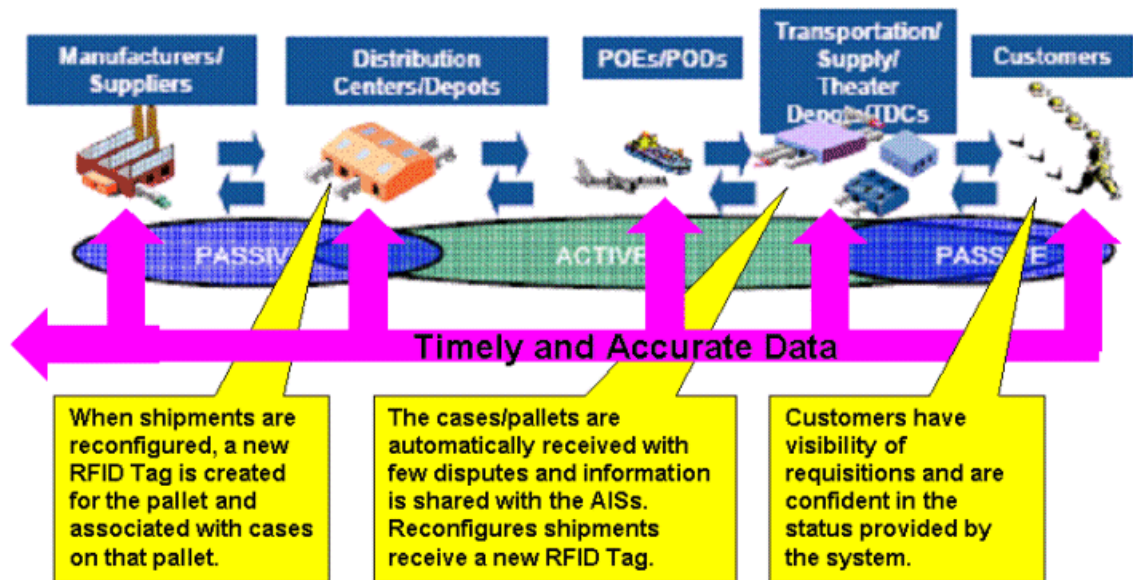 Manufacturers/
Suppliers
Distribution
Centers/Depots
POEs/PODs
Transportation/
Supply/
Theater
Depots/TDCs
Customers
PASSIV
ACTIVE
PASSIVE
Timely and Accurate Data
When shipments are
reconfigured, a new
RFID Tag is created
for the pallet and
associated with cases
on that pallet.
The cases/pallets are
automatically received with
few disputes and information
is shared with the AISs.
Reconfigures shipments
receive a new RFID Tag.
Customers have
visibility of
requisitions and are
confident in the
status provided by
the system.